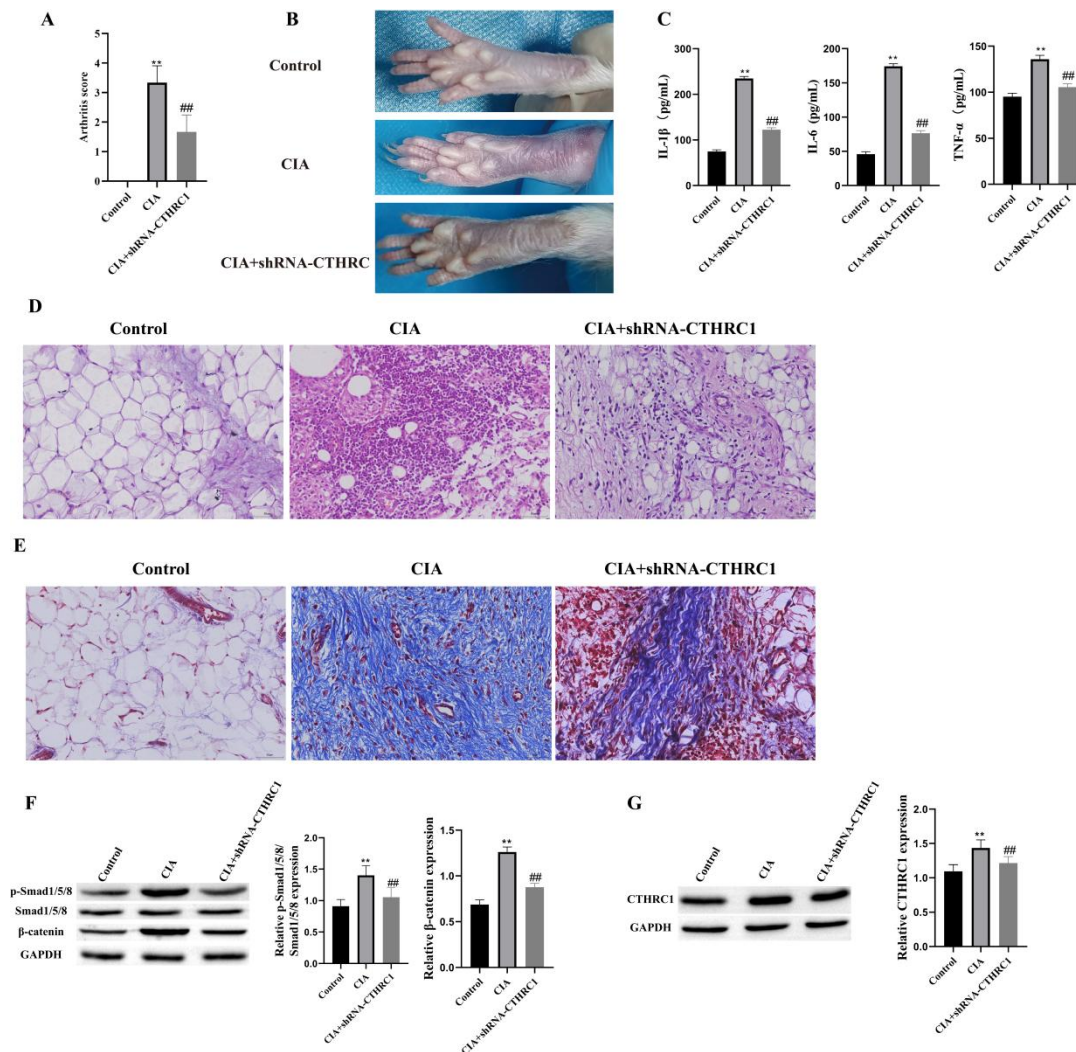 A
Arthritis score
5
4
3
2
1
0
**
##
Control
CIA
CIA+shRNA-CTHRC1
B
Control
CIA
CIA+shRNA-CTHRC
C
IL-1β (pg/mL)
300
200
100
0
**
##
Control
CIA
CIA+shRNA-CTHRC1
IL-6 (pg/mL)
200
150
100
50
0
**
##
Control
CIA
CIA+shRNA-CTHRC1
TNF-α (pg/mL)
150
100
50
0
**
##
Control
CIA
CIA+shRNA-CTHRC1
D
Control
CIA
CIA+shRNA-CTHRC1
E
Control
CIA
CIA+shRNA-CTHRC1
F
Control
CIA
CIA+shRNA-CTHRC1
p-Smad1/5/8
Smad1/5/8
β-catenin
GAPDH
Relative p-Smad1/5/8/
Smad1/5/8 expression
2.0
1.5
1.0
0.5
0.0
**
##
Control
CIA
CIA+shRNA-CTHRC1
Relative β-catenin expression
1.5
1.0
0.5
0.0
**
##
Control
CIA
CIA+shRNA-CTHRC1
G
Control
CIA
CIA+shRNA-CTHRC1
CTHRC1
GAPDH
Relative CTHRC1 expression
2.0
1.5
1.0
0.5
0.0
**
##
Control
CIA
CIA+shRNA-CTHRC1